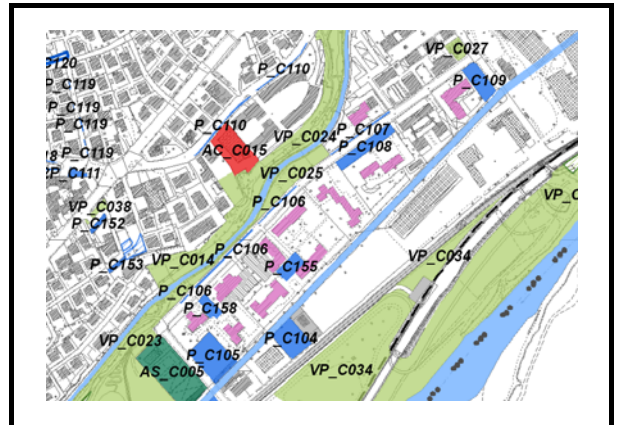 VP_C027
P_C110
P_C109
P_C119
P_C119
P_C110
P_C107
VP_C024
P_C108
AC_C015
P_C119
VP_C025
P_C111
P_C106
VP_C038
P_C152
P_C106
VP_C034
VP_C014
P_C153
P_C155
P_C106
P_C158
VP_C023
P_C104
P_C105
AS_C005
VP_C034